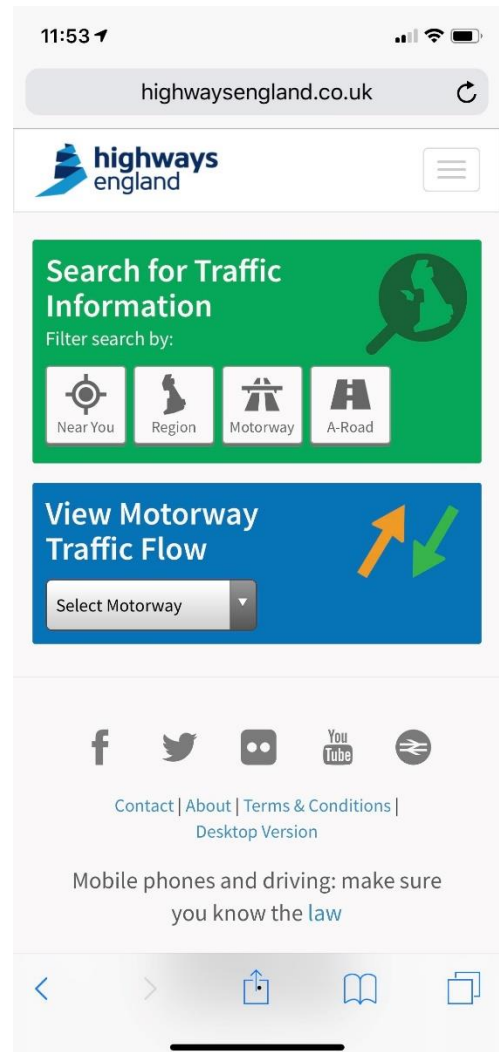 11:53
highwaysengland.co.uk
highways
england
Search for Traffic
Information
Filter search by:
Near You
Region
Motorway
A-Road
View Motorway
Traffic Flow
Select Motorway
f
You
Tube
Contact | About | Terms & Conditions |
Desktop Version
Mobile phones and driving: make sure
you know the law